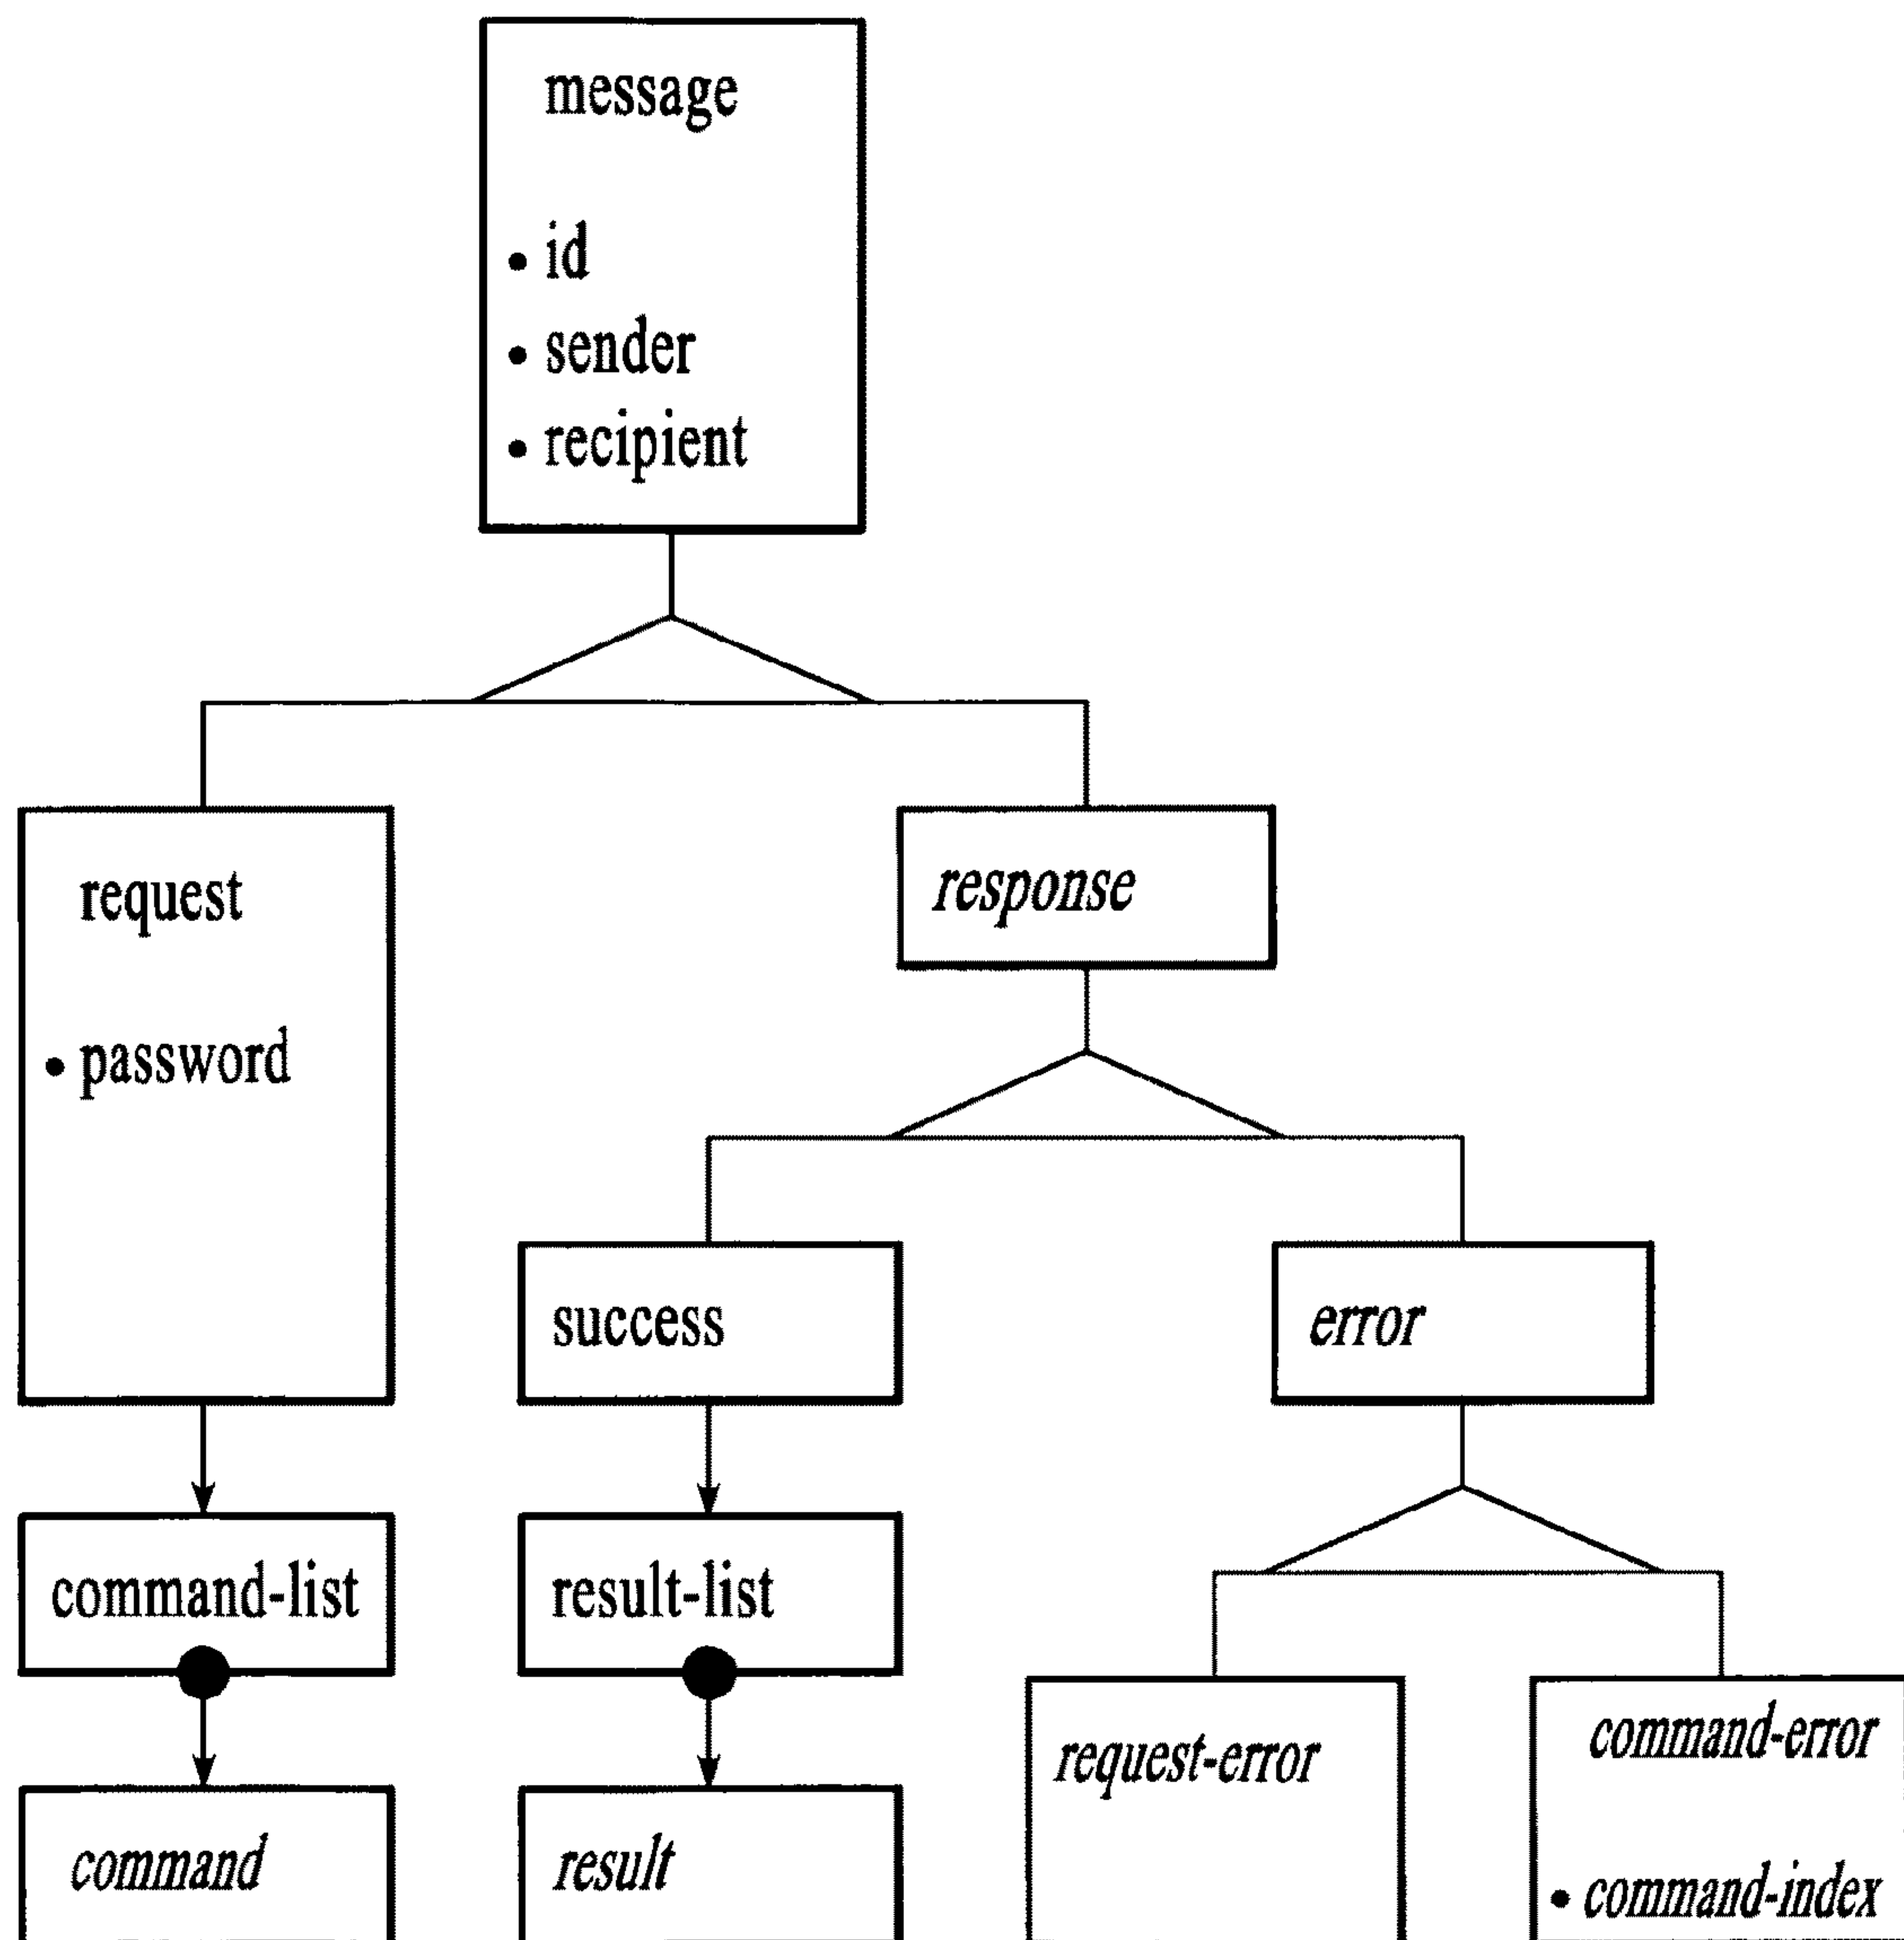 message
• id
• sender
• recipient
request
• password
response
success
error
command-list
result-list
request-error
command-error
• command-index
command
result